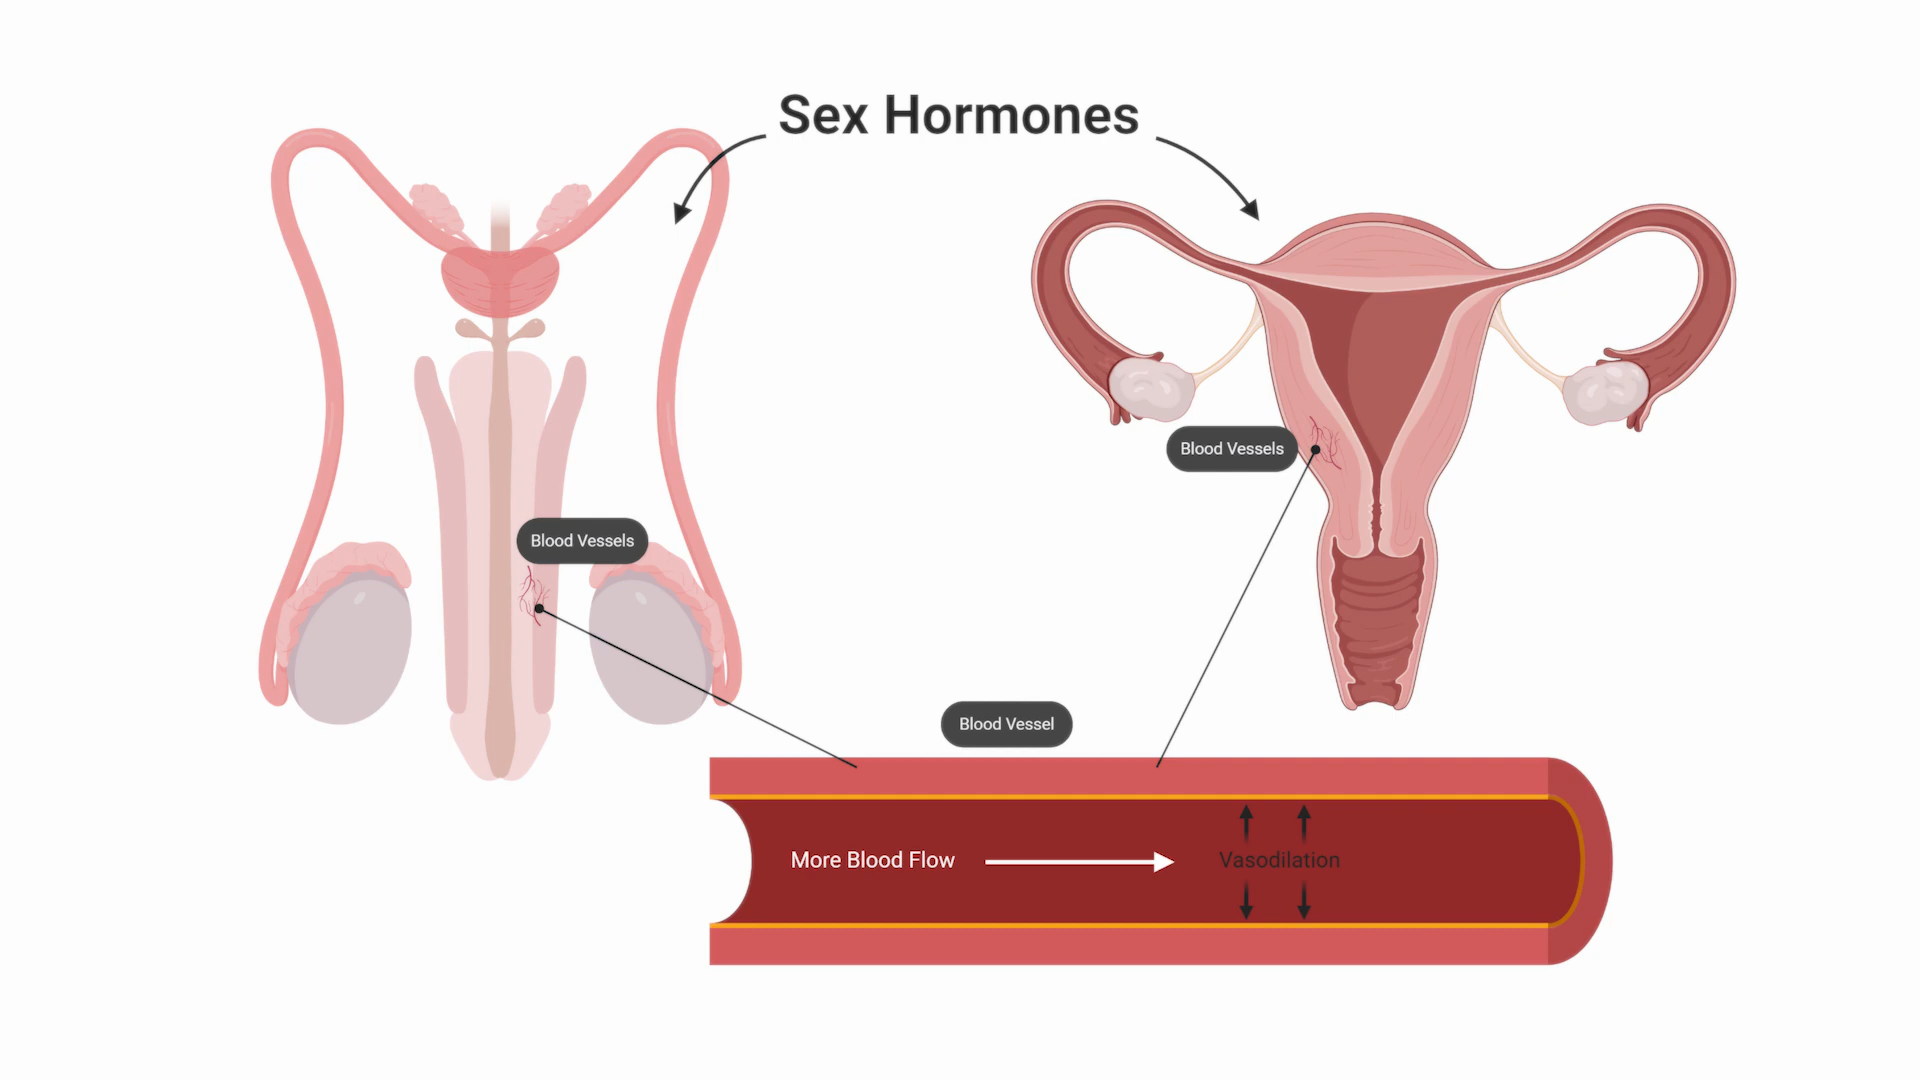 Sex Hormones
Blood Vessels
Blood Vessels
Blood Vessel
More Blood Flow
Vasodilation